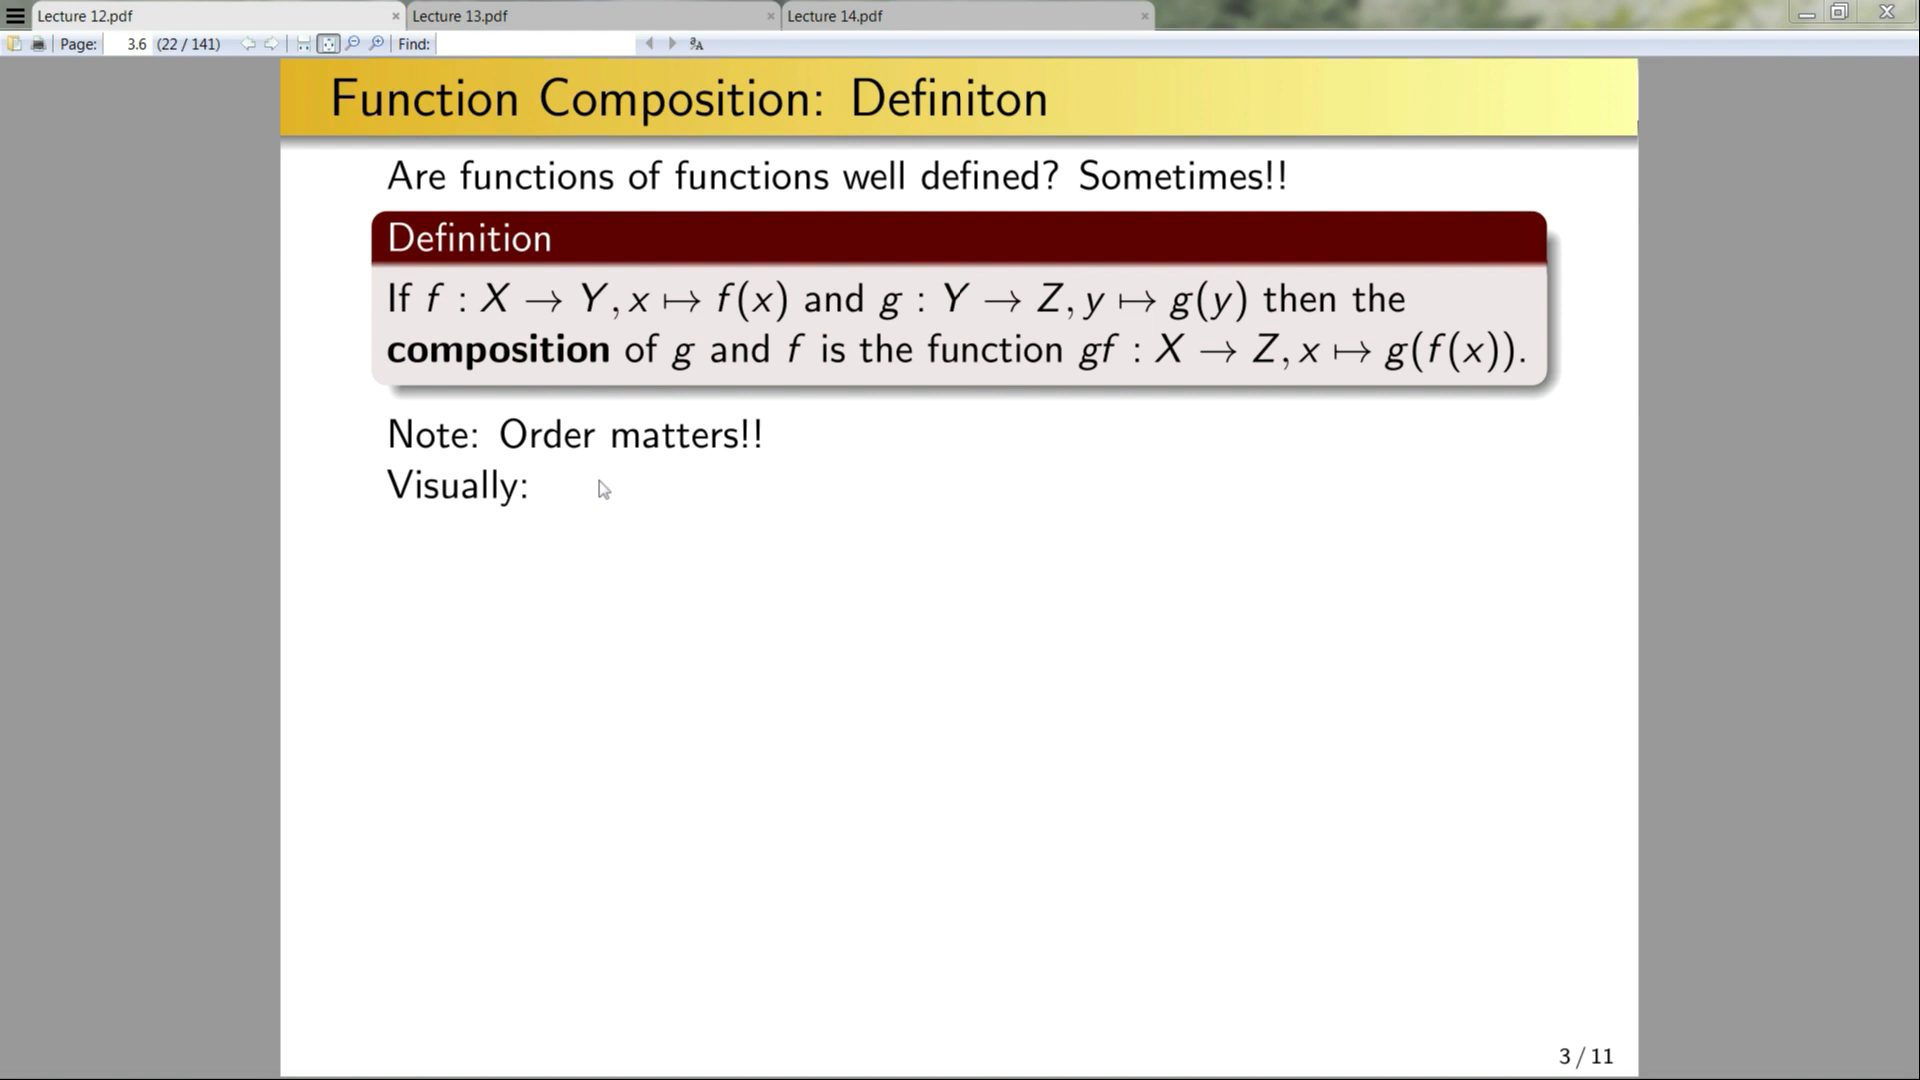 Lecture 12.pdf
Lecture 13.pdf
Lecture 14.pdf
Page: 3.6 (22 / 141) Find:
Function Composition: Definiton
Are functions of functions well defined? Sometimes!!
Definition
If f : X → Y, x ↦ f(x) and g : Y → Z, y ↦ g(y) then the
composition of g and f is the function gf : X → Z, x ↦ g(f(x)).
Note: Order matters!!
Visually:
3 / 11